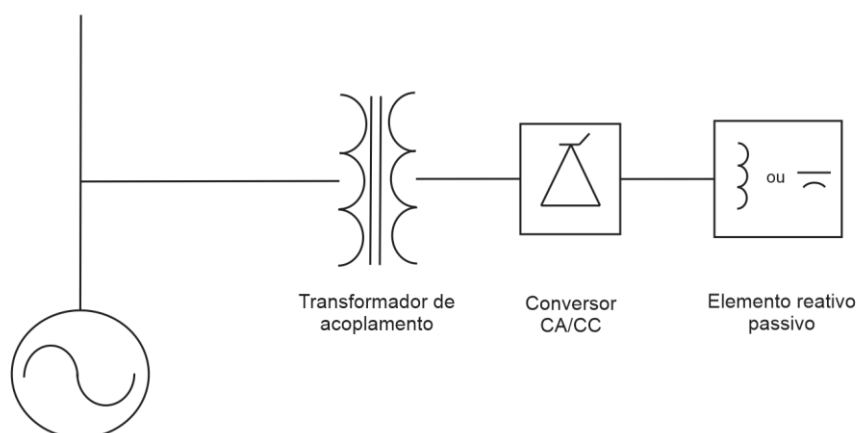 ou
Transformador de
acoplamento
Conversor
CA/CC
Elemento reativo
passivo